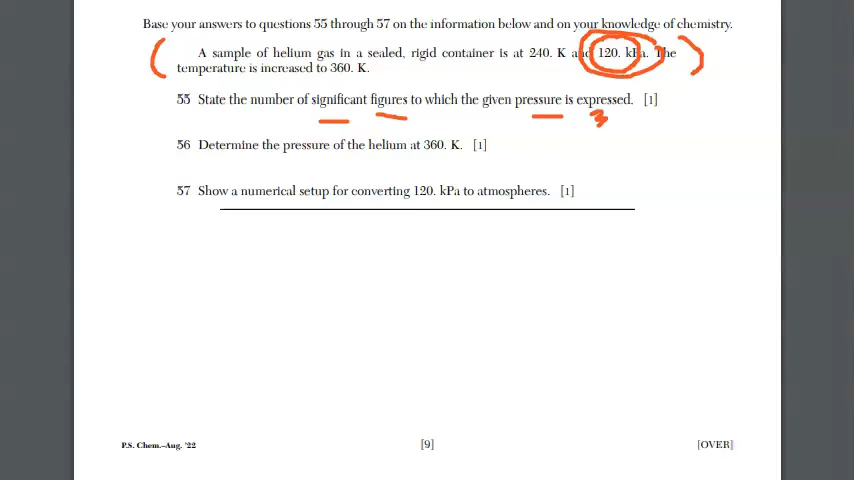 Base your answers to questions 55 through 57 on the information below and on your knowledge of chemistry.
A sample of helium gas in a sealed, rigid container is at 240. K and 120. kPa. The
temperature is increased to 360. K.
55 State the number of significant figures to which the given pressure is expressed. [1]
3
56 Determine the pressure of the helium at 360. K. [1]
57 Show a numerical setup for converting 120. kPa to atmospheres. [1]
P.S. Chem.–Aug. '22 [9] [OVER]